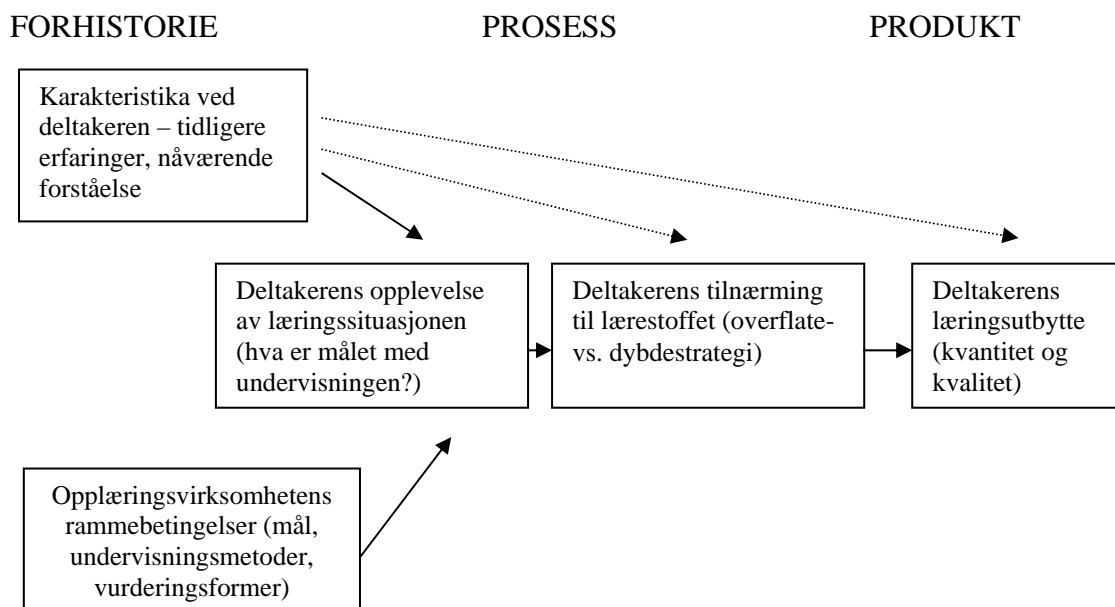 FORHISTORIE PROSESS PRODUKT
Karakteristika ved
deltakeren – tidligere
erfaringer, nåværende
forståelse
Deltakerens opplevelse
av læringssituasjonen
(hva er målet med
undervisningen?)
Deltakerens tilnærming
til lærestoffet (overflate-
vs. dybdestrategi)
Deltakerens
læringsutbytte
(kvantitet og
kvalitet)
Opplæringsvirksomhetens
rammebetingelser (mål,
undervisningsmetoder,
vurderingsformer)